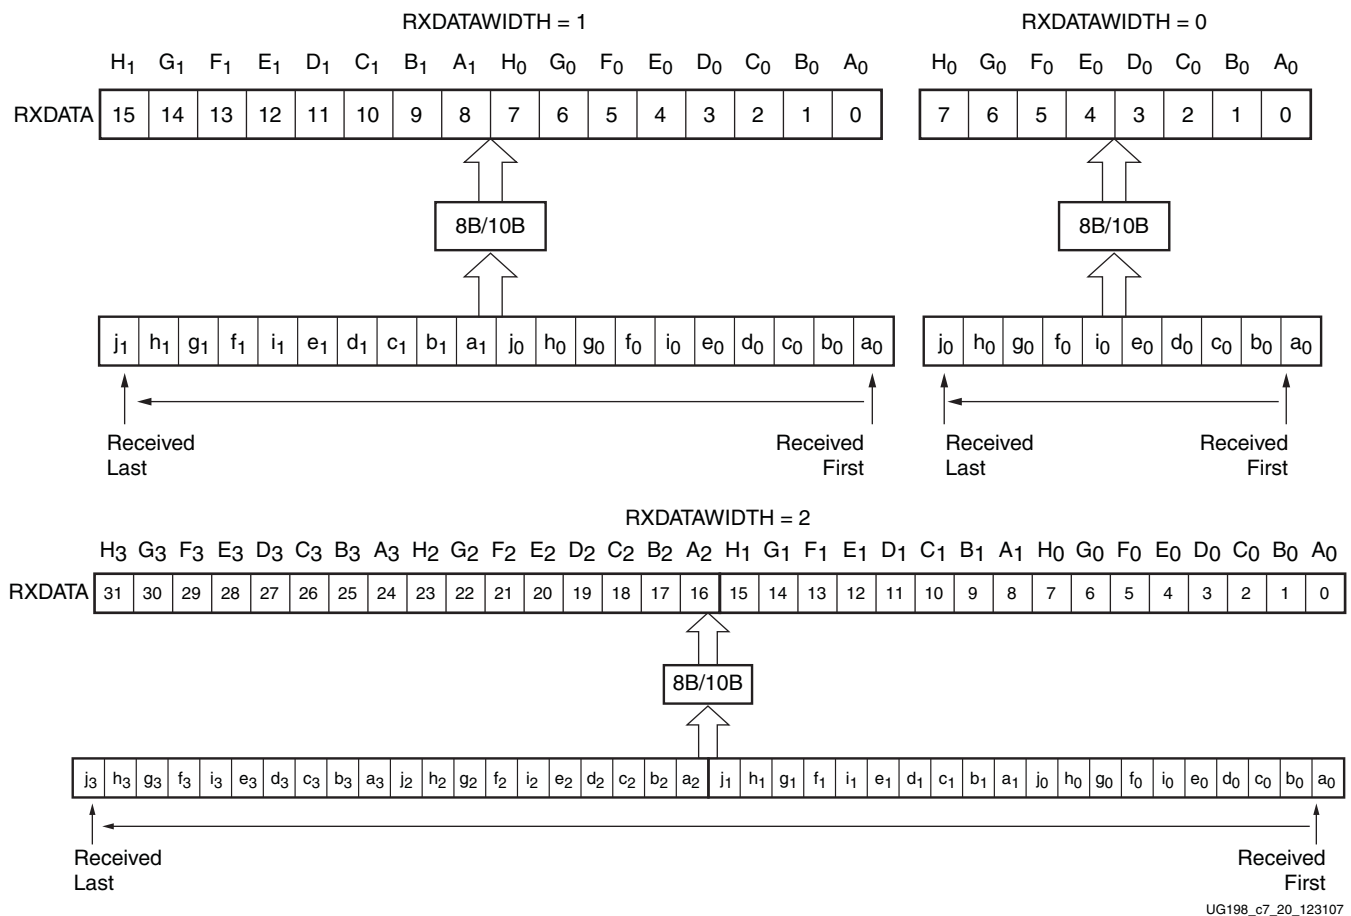 RXDATAWIDTH = 1
RXDATAWIDTH = 0
H1 G1 F1 E1 D1 C1 B1 A1 H0 G0 F0 E0 D0 C0 B0 A0
H0 G0 F0 E0 D0 C0 B0 A0
RXDATA 15 14 13 12 11 10 9 8 7 6 5 4 3 2 1 0
7 6 5 4 3 2 1 0
8B/10B
8B/10B
j1 h1 g1 f1 i1 e1 d1 c1 b1 a1 j0 h0 g0 f0 i0 e0 d0 c0 b0 a0
j0 h0 g0 f0 i0 e0 d0 c0 b0 a0
Received
Last
Received
First
Received
Last
Received
First
RXDATAWIDTH = 2
H3 G3 F3 E3 D3 C3 B3 A3 H2 G2 F2 E2 D2 C2 B2 A2 H1 G1 F1 E1 D1 C1 B1 A1 H0 G0 F0 E0 D0 C0 B0 A0
RXDATA 31 30 29 28 27 26 25 24 23 22 21 20 19 18 17 16 15 14 13 12 11 10 9 8 7 6 5 4 3 2 1 0
8B/10B
j3 h3 g3 f3 i3 e3 d3 c3 b3 a3 j2 h2 g2 f2 i2 e2 d2 c2 b2 a2 j1 h1 g1 f1 i1 e1 d1 c1 b1 a1 j0 h0 g0 f0 i0 e0 d0 c0 b0 a0
Received
Last
Received
First
UG198_c7_20_123107